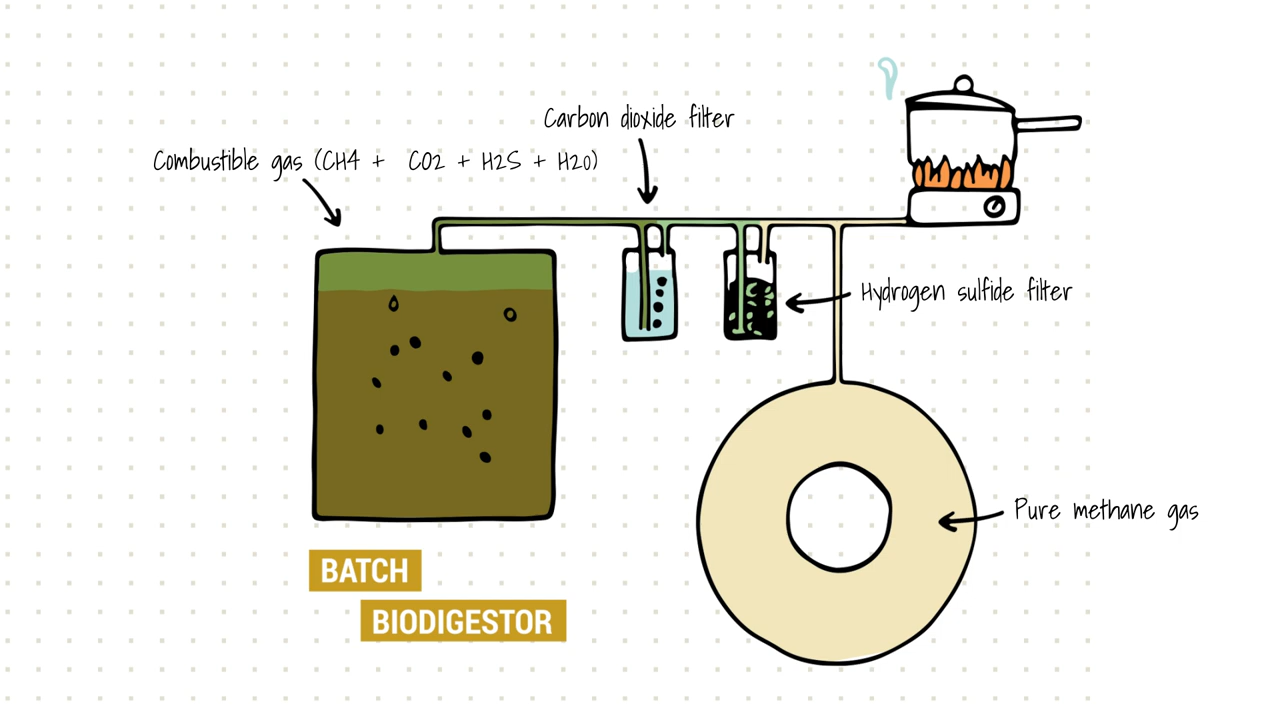 Carbon dioxide filter
Combustible gas (CH4 + CO2 + H2S + H2O)
Hydrogen sulfide filter
Pure methane gas
BATCH
BIODIGESTOR